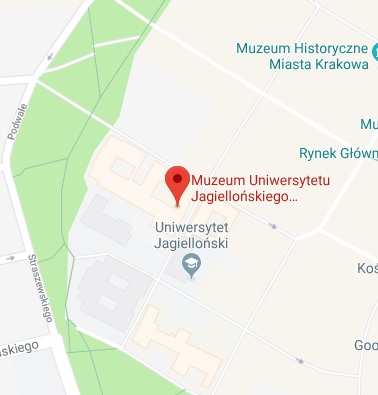 Muzeum Historyczne
Miasta Krakowa
Podwale
Mu
Rynek Główn
Muzeum Uniwersytetu
Jagiellońskiego...
Uniwersytet
Jagielloński
Straszewskiego
Koś
skiego
Goo